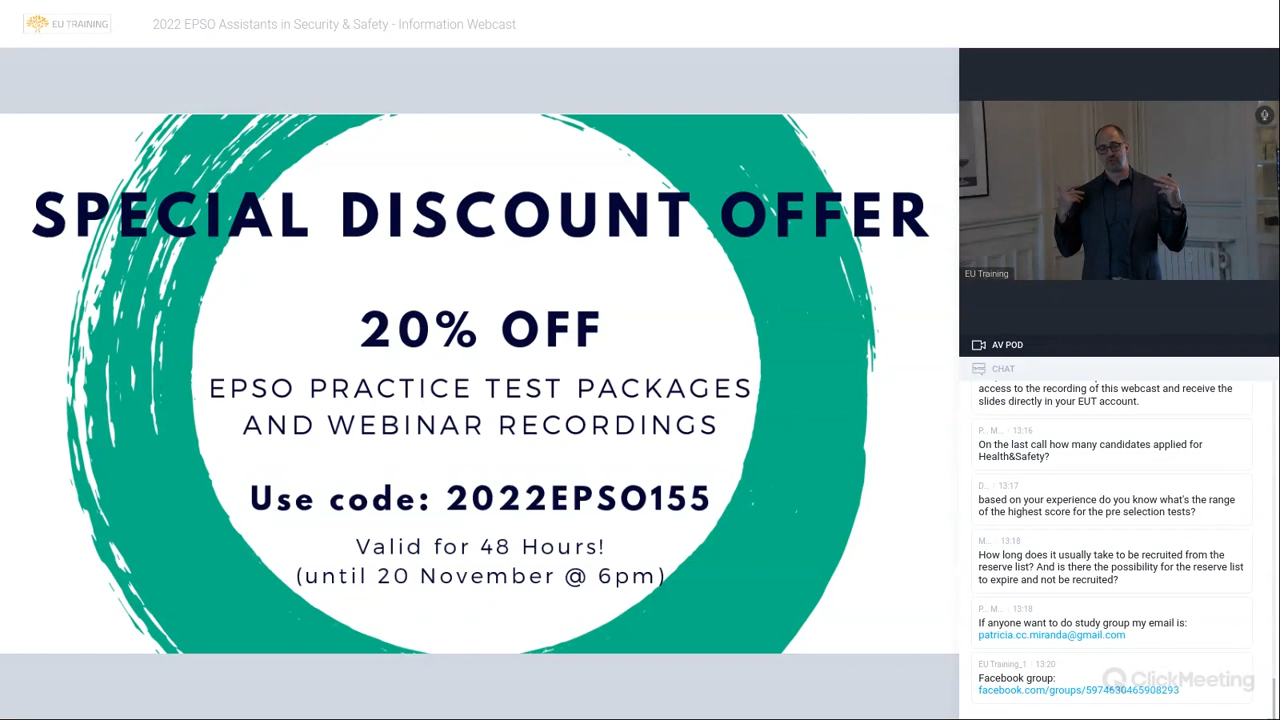 EU TRAINING
2022 EPSO Assistants in Security & Safety - Information Webcast
SPECIAL DISCOUNT OFFER
20% OFF
EPSO PRACTICE TEST PACKAGES
AND WEBINAR RECORDINGS
Use code: 2022EPSO155
Valid for 48 Hours!
(until 20 November @ 6pm)
EU Training
AV POD
CHAT
access to the recording of this webcast and receive the
slides directly in your EUT account.
P... M... 13:16
On the last call how many candidates applied for
Health&Safety?
D... 13:17
based on your experience do you know what's the range
of the highest score for the pre selection tests?
M... 13:18
How long does it usually take to be recruited from the
reserve list? And is there the possibility for the reserve list
to expire and not be recruited?
P... M... 13:18
If anyone want to do study group my email is:
patricia.cc.miranda@gmail.com
EU Training_1 13:20
Facebook group:
facebook.com/groups/5974630465908293
ClickMeeting